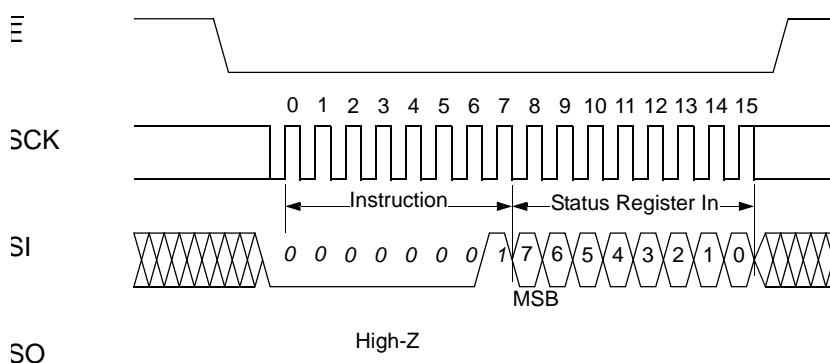 E
SCK
0 1 2 3 4 5 6 7 8 9 10 11 12 13 14 15
Instruction
Status Register In
SI
0 0 0 0 0 0 0 1 7 6 5 4 3 2 1 0
MSB
High-Z
SO